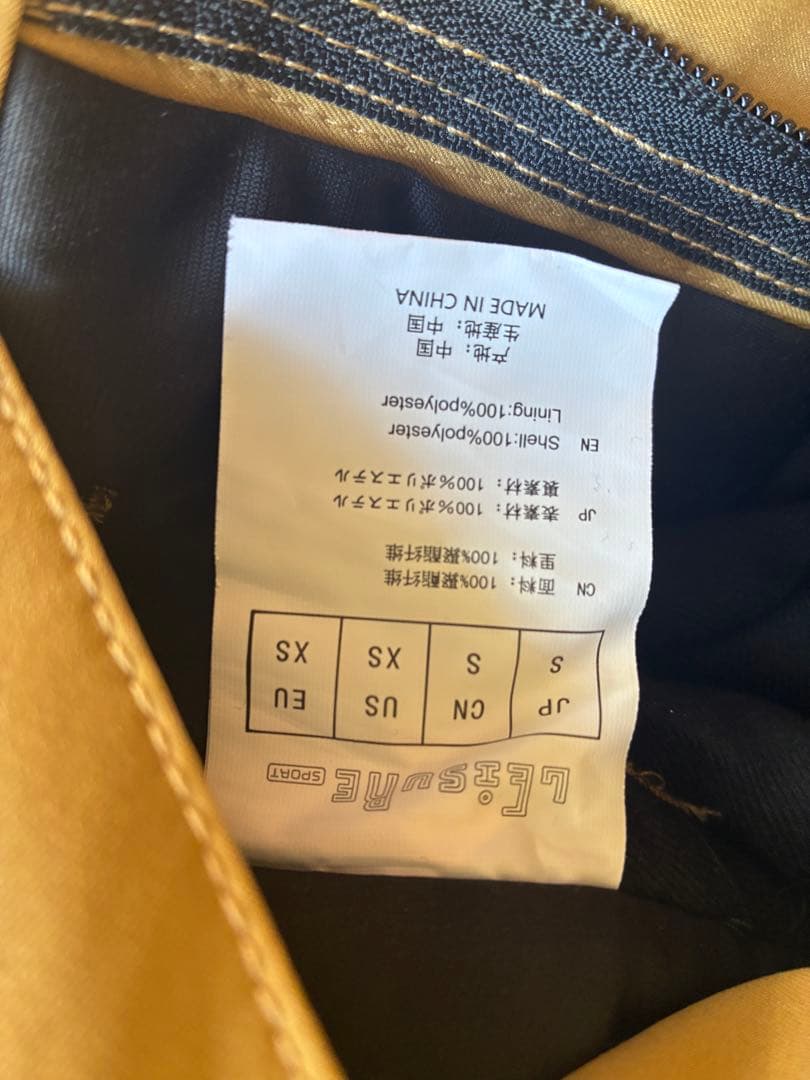 LEiSuRE SPORT
JP CN US EU
S S XS XS
CN 面料：100%聚酯纤维
里料：100%聚酯纤维
JP 表素材：100%ポリエステル
裏素材：100%ポリエステル
EN Shell:100%polyester
Lining:100%polyester
产地：中国
生産地：中国
MADE IN CHINA